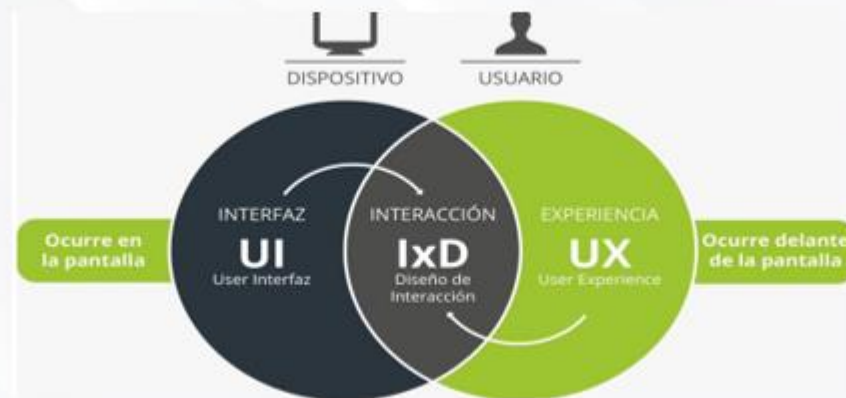 DISPOSITIVO
USUARIO
Ocurre en
la pantalla
INTERFAZ
UI
User Interfaz
INTERACCIÓN
IxD
Diseño de
Interacción
EXPERIENCIA
UX
User Experience
Ocurre delante
de la pantalla